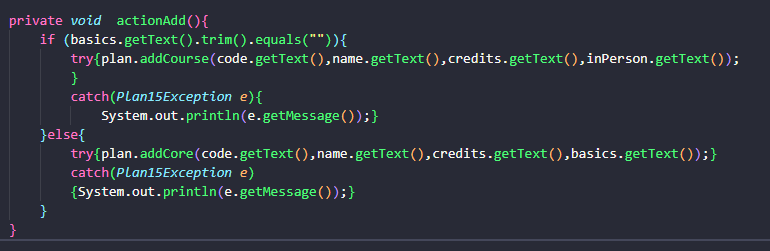 private void  actionAdd(){
    if (basics.getText().trim().equals("")){
        try{plan.addCourse(code.getText(),name.getText(),credits.getText(),inPerson.getText());
        }
        catch(Plan15Exception e){
            System.out.println(e.getMessage());}
    }else{
        try{plan.addCore(code.getText(),name.getText(),credits.getText(),basics.getText());}
        catch(Plan15Exception e)
        {System.out.println(e.getMessage());}
    }
}